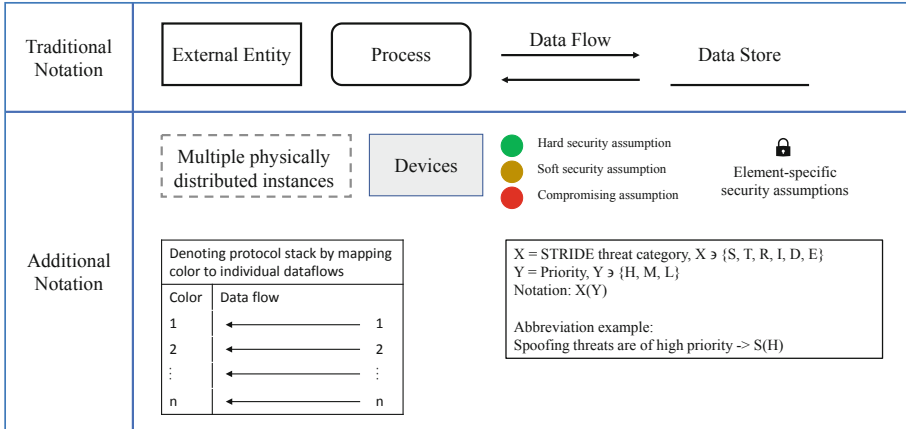 Traditional
Notation
External Entity
Process
Data Flow
Data Store
Additional
Notation
Multiple physically
distributed instances
Devices
Hard security assumption
Soft security assumption
Compromising assumption
Element-specific
security assumptions
Denoting protocol stack by mapping
color to individual dataflows
Color Data flow
1 1
2 2
⋮ ⋮
n n
X = STRIDE threat category, X ∋ {S, T, R, I, D, E}
Y = Priority, Y ∋ {H, M, L}
Notation: X(Y)
Abbreviation example:
Spoofing threats are of high priority -> S(H)